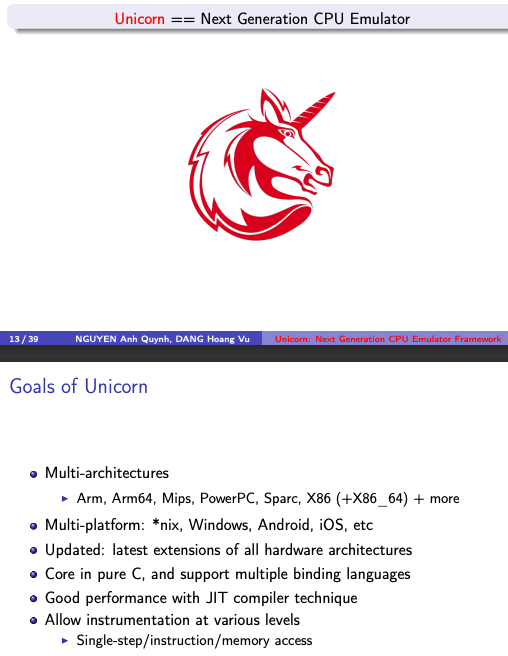 Unicorn == Next Generation CPU Emulator
13 / 39 NGUYEN Anh Quynh, DANG Hoang Vu Unicorn: Next Generation CPU Emulator Framework
Goals of Unicorn
Multi-architectures
Arm, Arm64, Mips, PowerPC, Sparc, X86 (+X86_64) + more
Multi-platform: *nix, Windows, Android, iOS, etc
Updated: latest extensions of all hardware architectures
Core in pure C, and support multiple binding languages
Good performance with JIT compiler technique
Allow instrumentation at various levels
Single-step/instruction/memory access